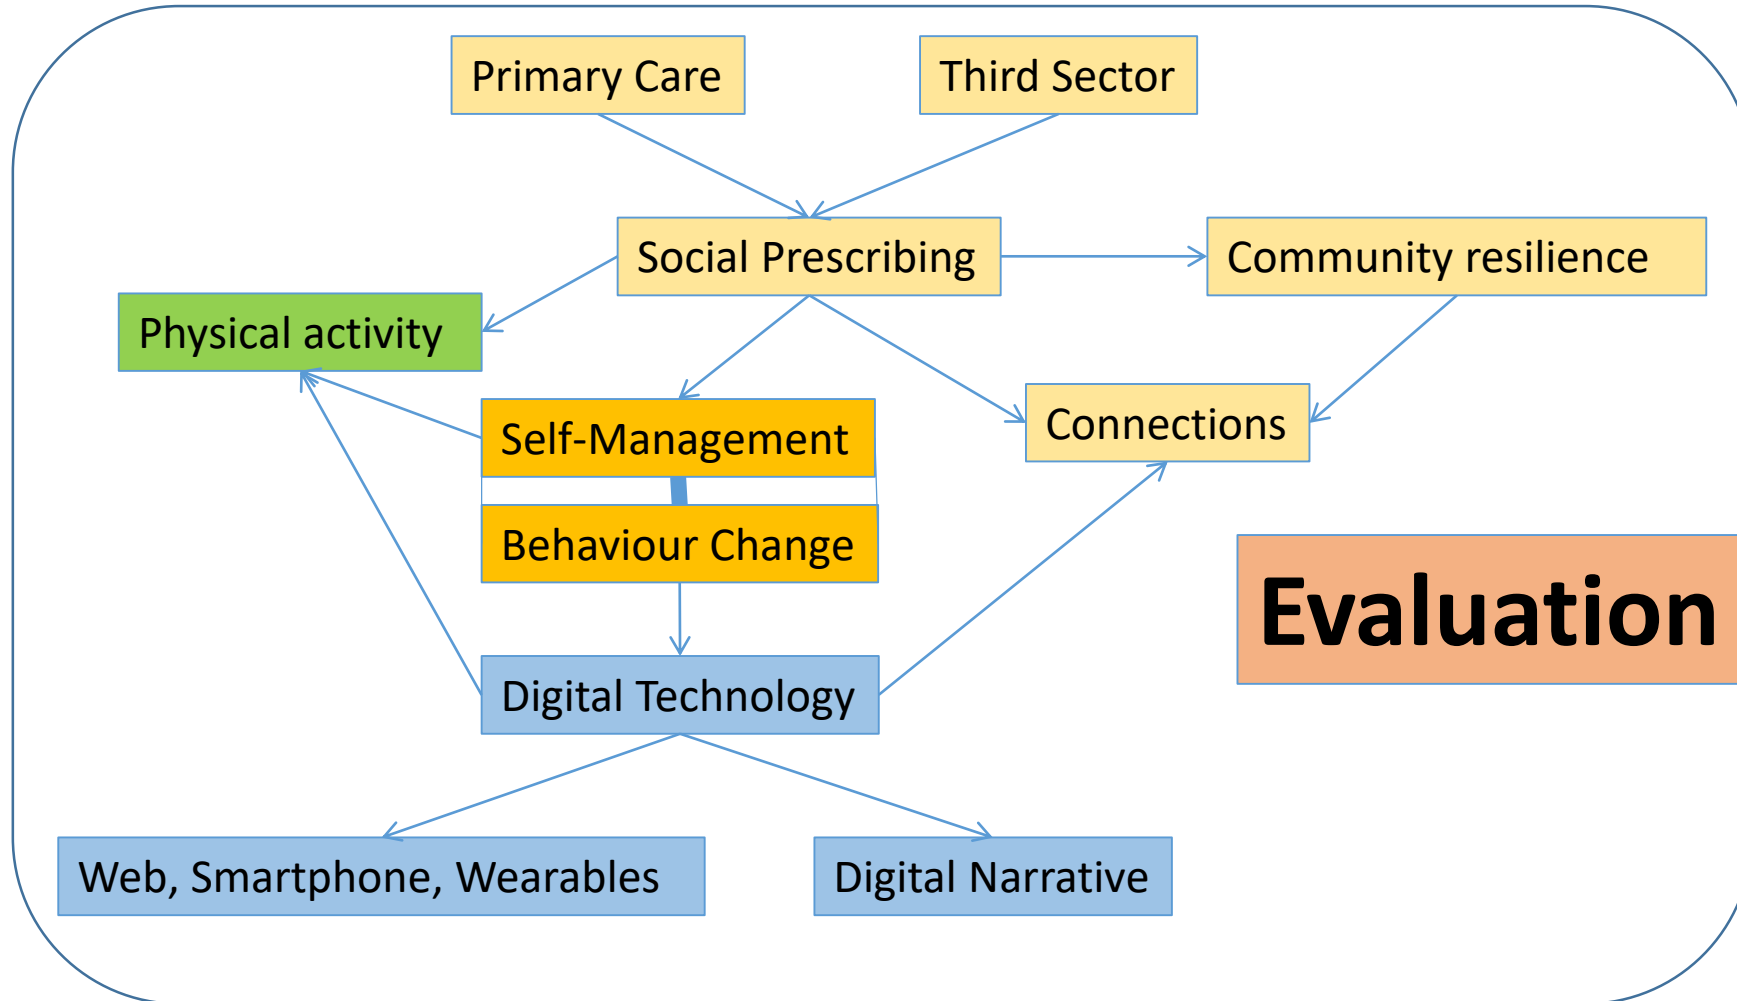 Primary Care
Third Sector
Social Prescribing
Community resilience
Physical activity
Self-Management
Connections
Behaviour Change
Evaluation
Digital Technology
Web, Smartphone, Wearables
Digital Narrative